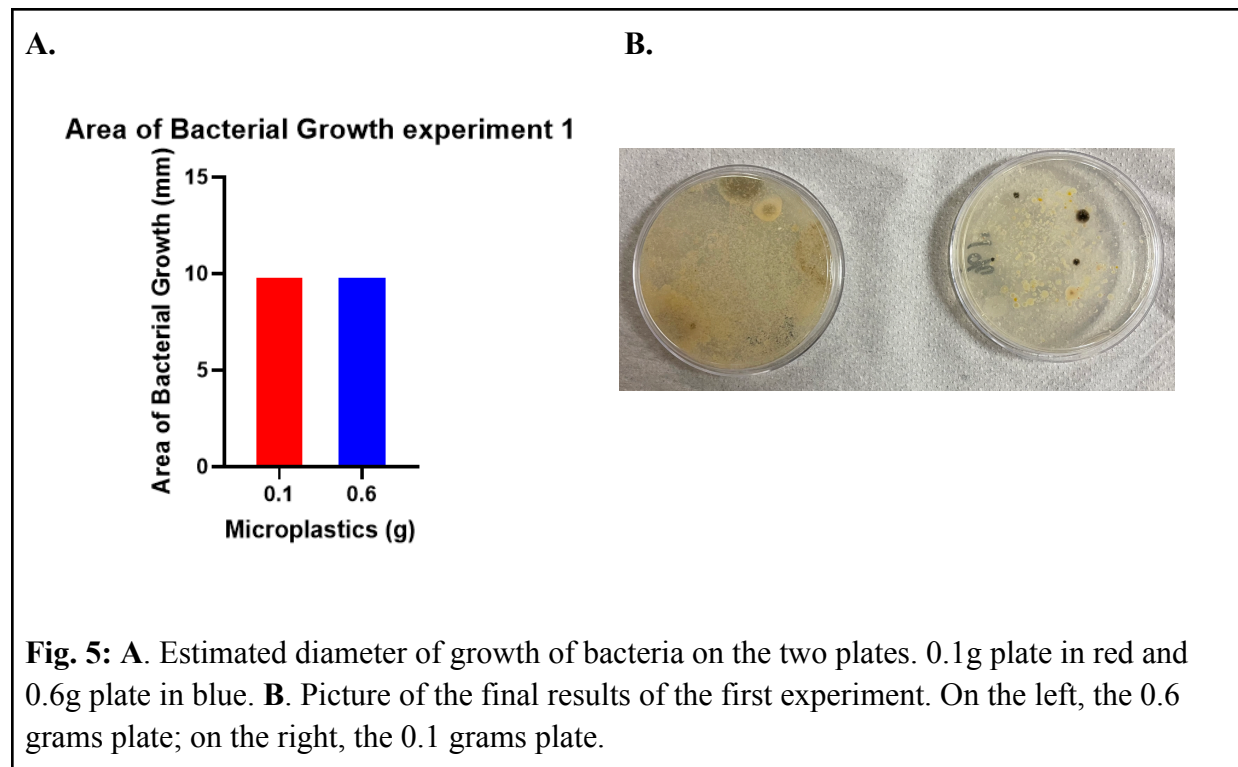 A.
B.
Area of Bacterial Growth experiment 1
Area of Bacterial Growth (mm)
15
10
5
0
0.1
0.6
Microplastics (g)
Fig. 5: A. Estimated diameter of growth of bacteria on the two plates. 0.1g plate in red and
0.6g plate in blue. B. Picture of the final results of the first experiment. On the left, the 0.6
grams plate; on the right, the 0.1 grams plate.